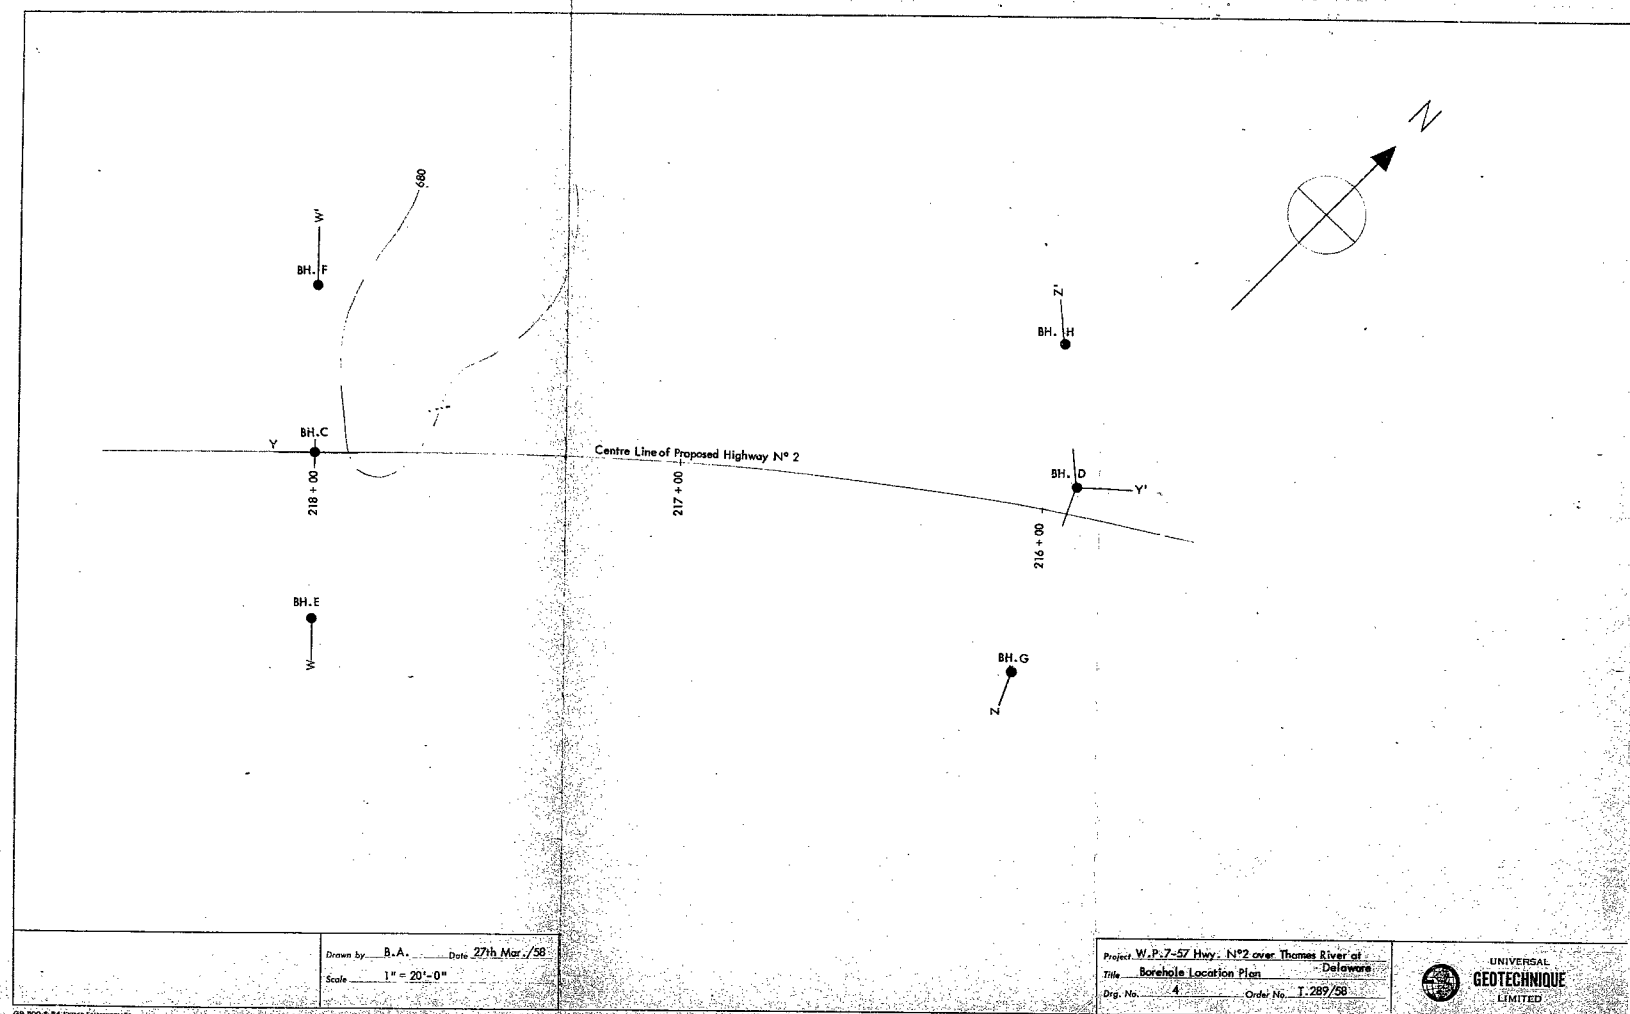 N
680
W'
BH. F
Z'
BH. H
BH.C
Y
Centre Line of Proposed Highway Nº 2
218 + 00
217 + 00
BH. D
Y'
216 + 00
BH.E
W
BH.G
Z
Drawn by B.A. Date 27th Mar./58
Scale 1" = 20'-0"
Project W.P.7-57 Hwy. Nº2 over Thames River at
Delaware
Title Borehole Location Plan
Drg. No. 4 Order No. T.289/58
UNIVERSAL
GEOTECHNIQUE
LIMITED